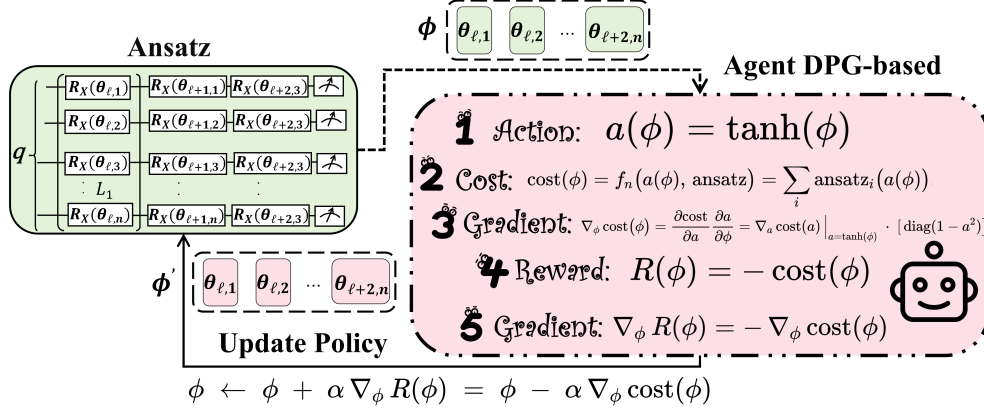 ϕ θℓ,1 θℓ,2 ... θℓ+2,n
Ansatz
Agent DPG-based
q
RX(θℓ,1) RX(θℓ+1,1) RX(θℓ+2,3)
RX(θℓ,2) RX(θℓ+1,2) RX(θℓ+2,3)
RX(θℓ,3) RX(θℓ+1,3) RX(θℓ+2,3)
: L1 : :
RX(θℓ,n) RX(θℓ+1,n) RX(θℓ+2,3)
1 Action: a(ϕ) = tanh(ϕ)
2 Cost: cost(ϕ) = fn(a(ϕ), ansatz) = ∑i ansatzi(a(ϕ))
3 Gradient: ∇ϕ cost(ϕ) = ∂cost/∂a ∂a/∂ϕ = ∇a cost(a) |a=tanh(ϕ) · [diag(1 − a²)]
4 Reward: R(ϕ) = − cost(ϕ)
5 Gradient: ∇ϕ R(ϕ) = − ∇ϕ cost(ϕ)
ϕ' θℓ,1 θℓ,2 ... θℓ+2,n
Update Policy
ϕ ← ϕ + α ∇ϕ R(ϕ) = ϕ − α ∇ϕ cost(ϕ)